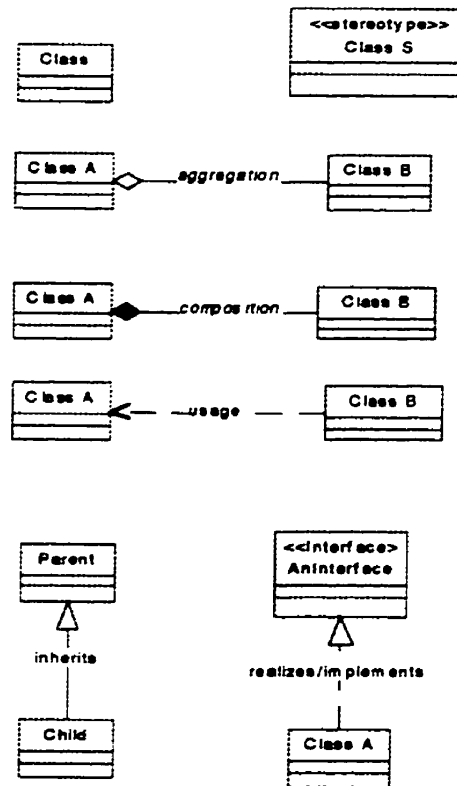 Class
<<stereotype>>
Class S
Class A
aggregation
Class B
Class A
composition
Class B
Class A
usage
Class B
Parent
inherits
Child
<<Interface>
AnInterface
realizes/implements
Class A